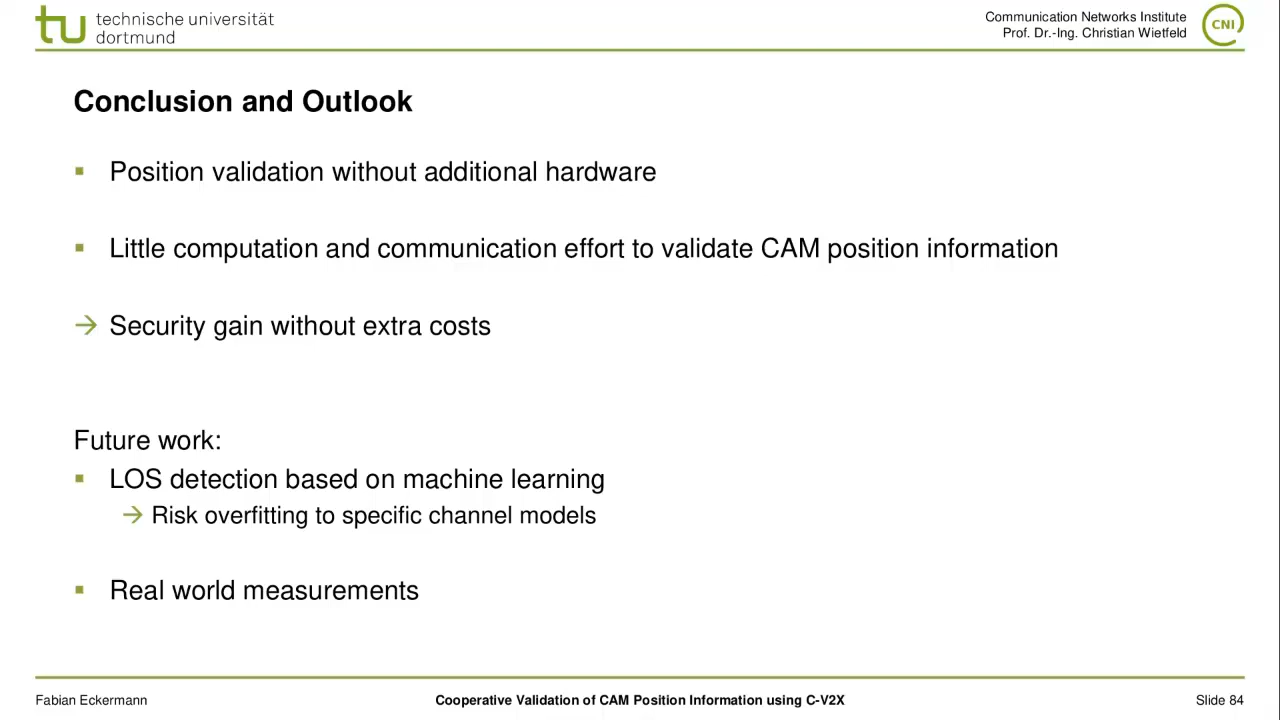 tu technische universität
dortmund
Communication Networks Institute
Prof. Dr.-Ing. Christian Wietfeld
CNI
Conclusion and Outlook
▪ Position validation without additional hardware
▪ Little computation and communication effort to validate CAM position information
→ Security gain without extra costs
Future work:
▪ LOS detection based on machine learning
→ Risk overfitting to specific channel models
▪ Real world measurements
Fabian Eckermann
Cooperative Validation of CAM Position Information using C-V2X
Slide 84